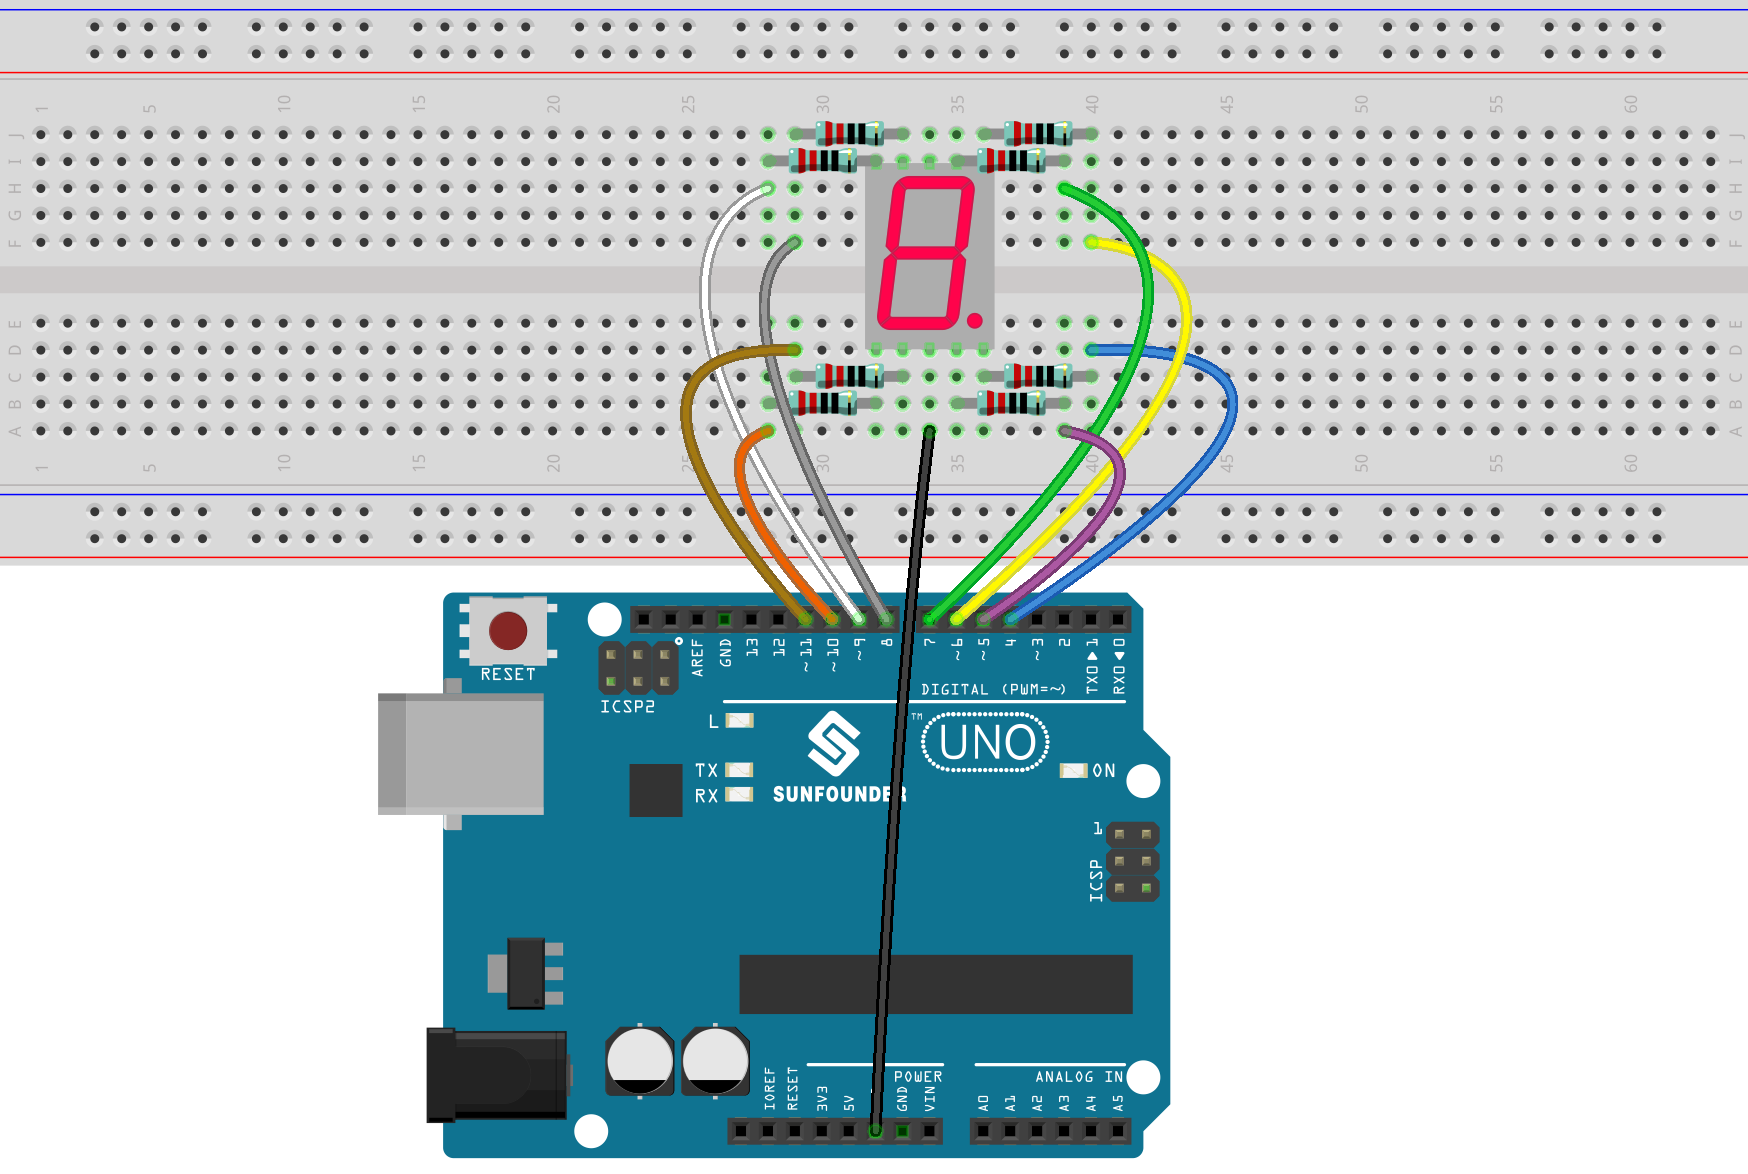 1 5 10 15 20 25 30 35 40 45 50 55 60
J J
I I
H H
G G
F F
E E
D D
C C
B B
A A
1 5 10 15 20 25 30 35 40 45 50 55 60
RESET
AREF GND 13 12 ~11 ~10 ~9 8 7 ~6 ~5 4 ~3 2 TX0▶1 RX0◀0
ICSP2
DIGITAL (PWM=~)
L
TX
RX
SUNFOUNDER
TM
UNO
ON
1
ICSP
POWER
ANALOG IN
IOREF RESET 3V3 5V GND VIN A0 A1 A2 A3 A4 A5